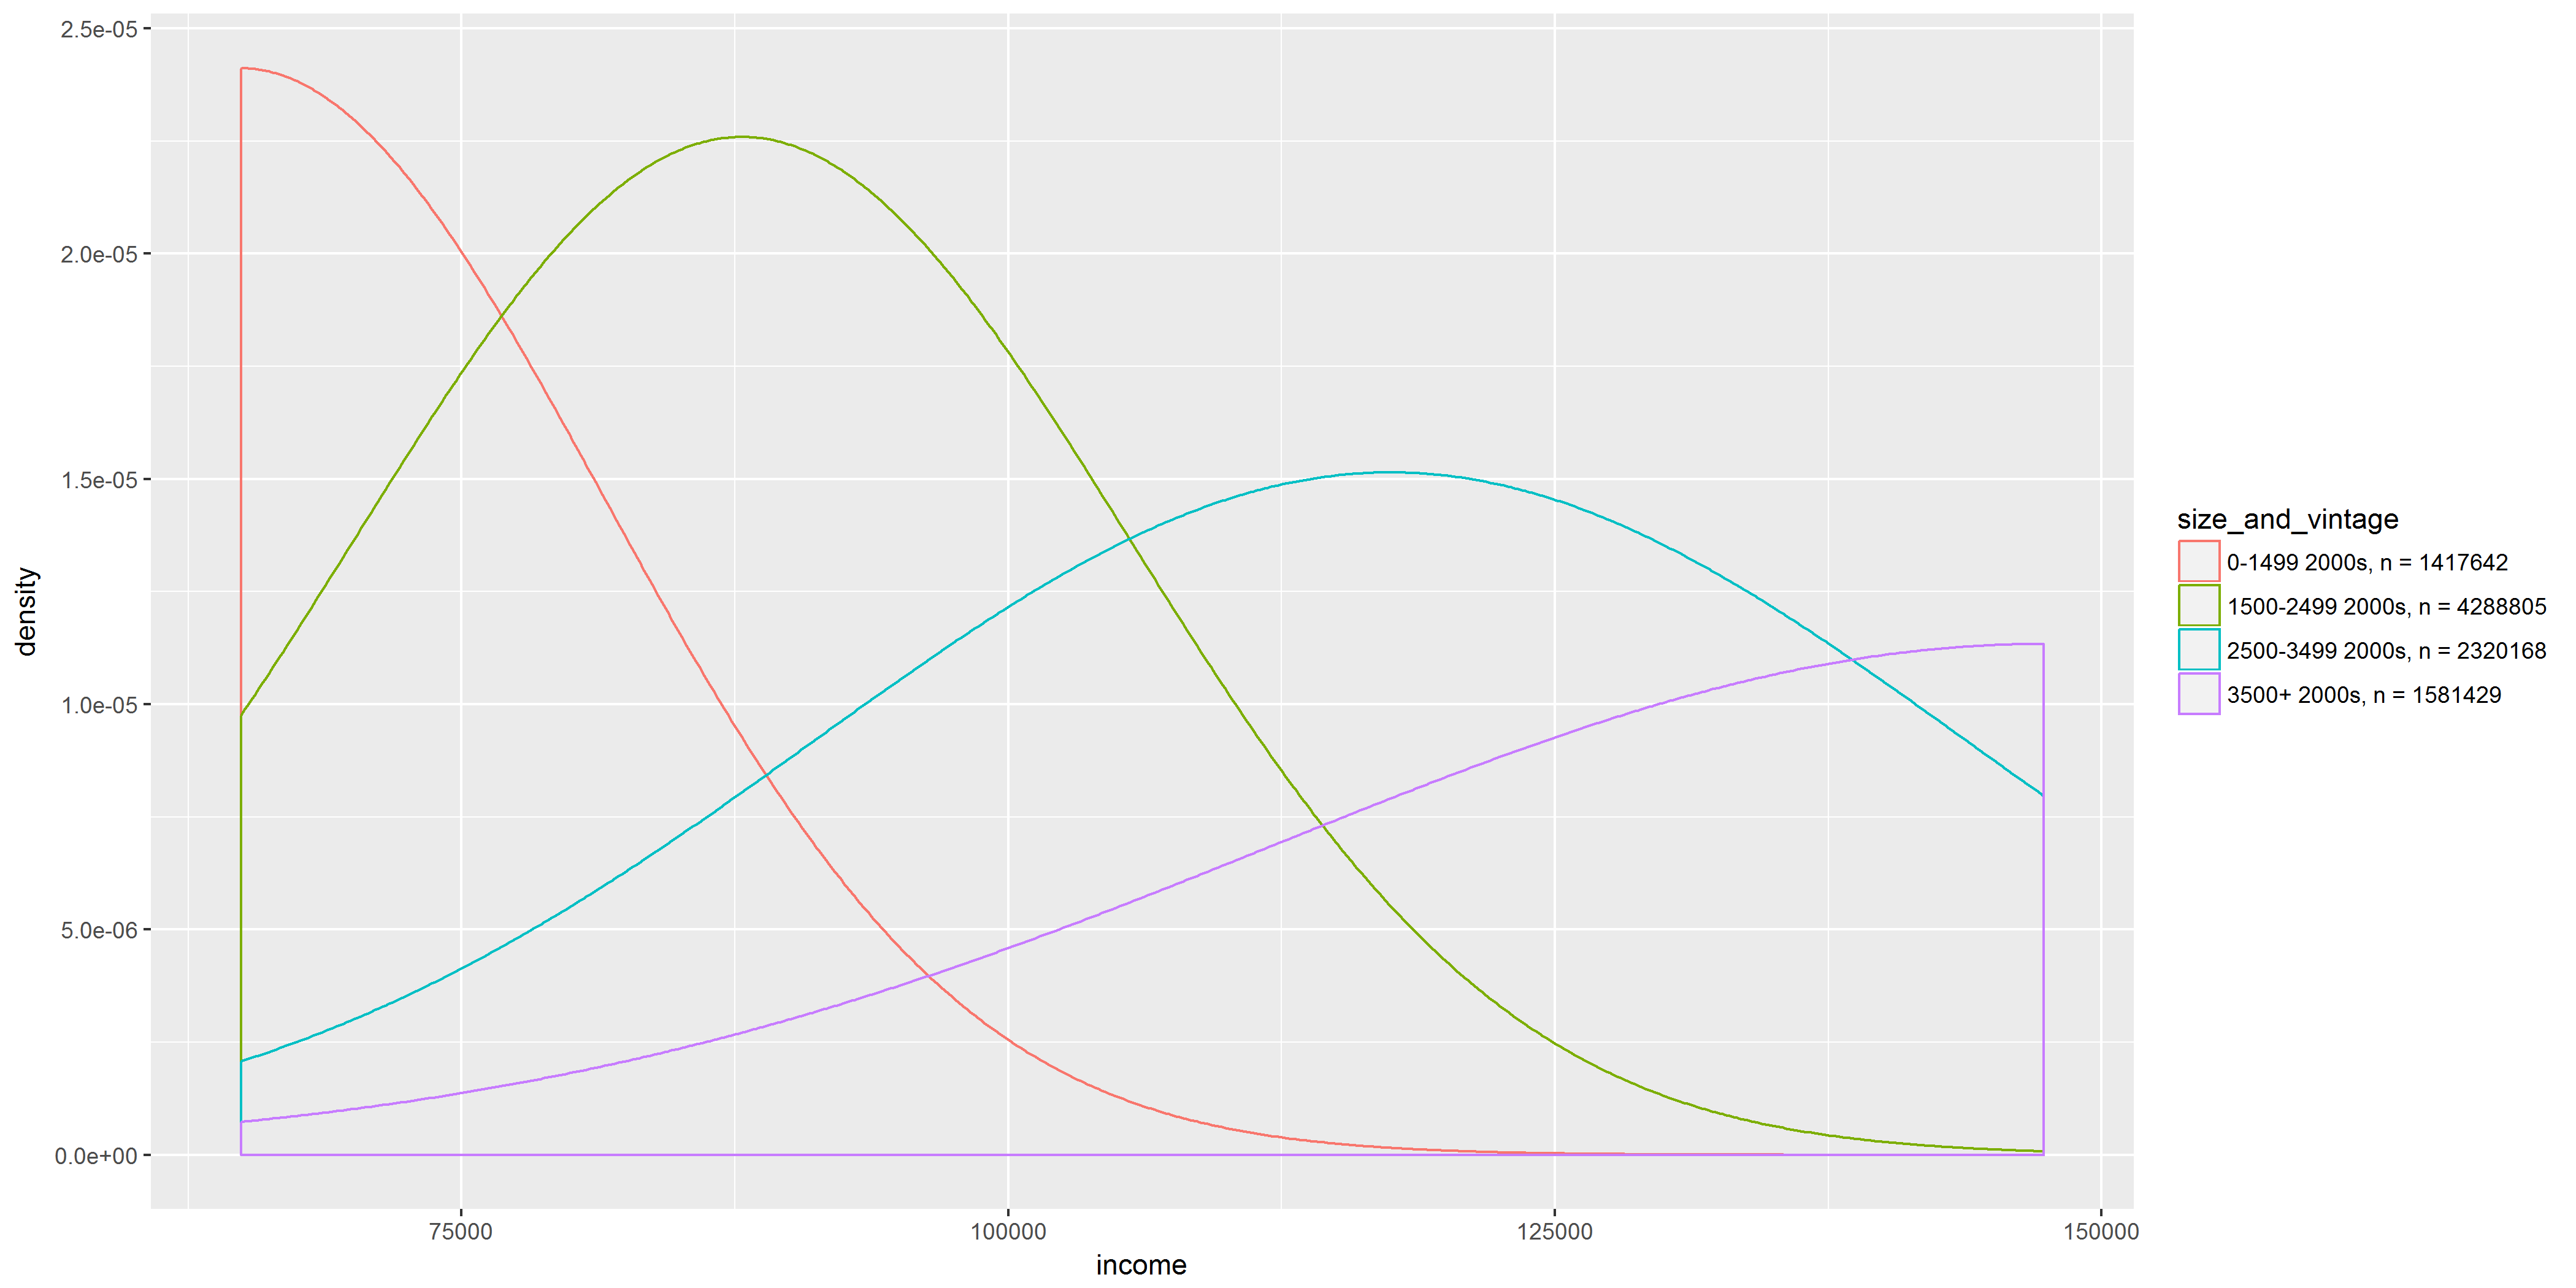 2.5e-05
2.0e-05
1.5e-05
1.0e-05
5.0e-06
0.0e+00
density
75000
100000
125000
150000
income
size_and_vintage
0-1499 2000s, n = 1417642
1500-2499 2000s, n = 4288805
2500-3499 2000s, n = 2320168
3500+ 2000s, n = 1581429